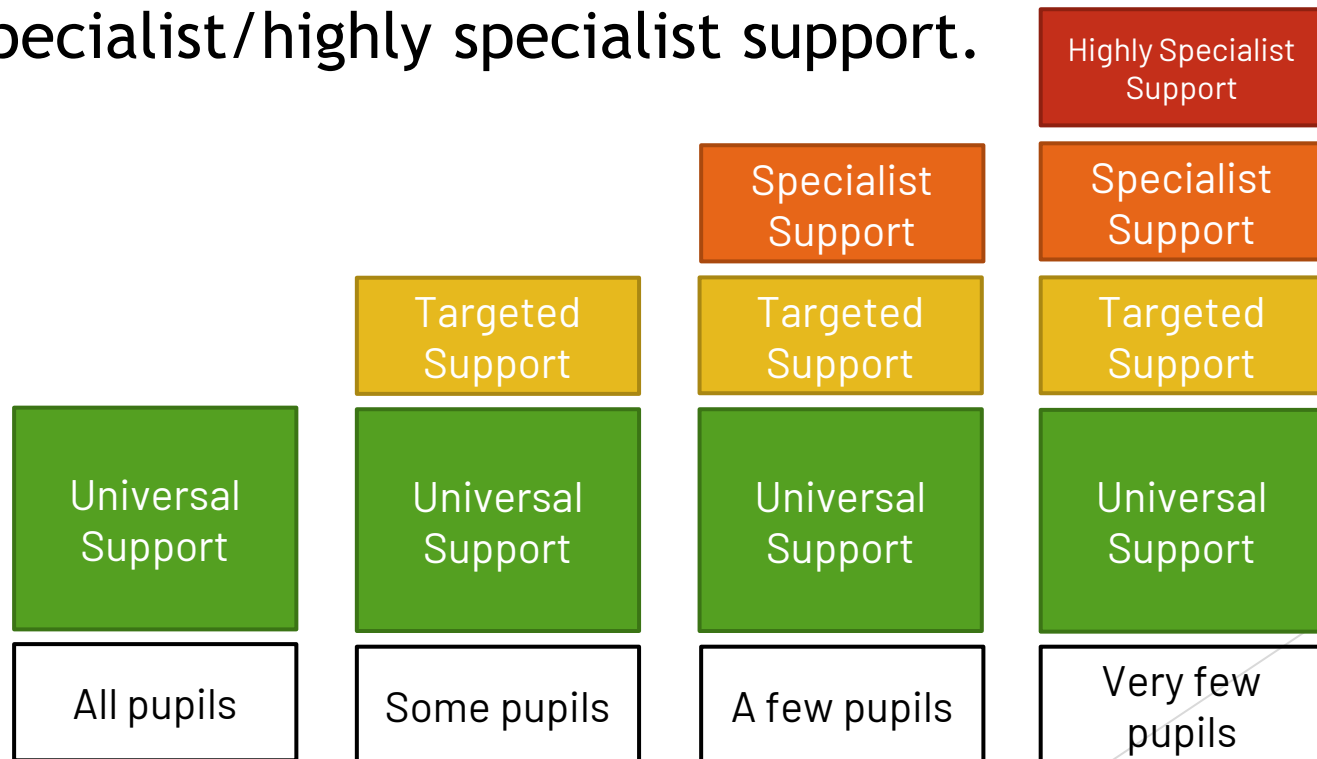 pecialist/highly specialist support.
Highly Specialist
Support
Specialist
Support
Specialist
Support
Targeted
Support
Targeted
Support
Targeted
Support
Universal
Support
Universal
Support
Universal
Support
Universal
Support
All pupils
Some pupils
A few pupils
Very few
pupils